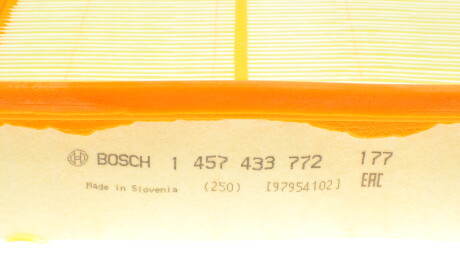 BOSCH 1 457 433 772 177
Made in Slovenia (250) [97954102] EAC